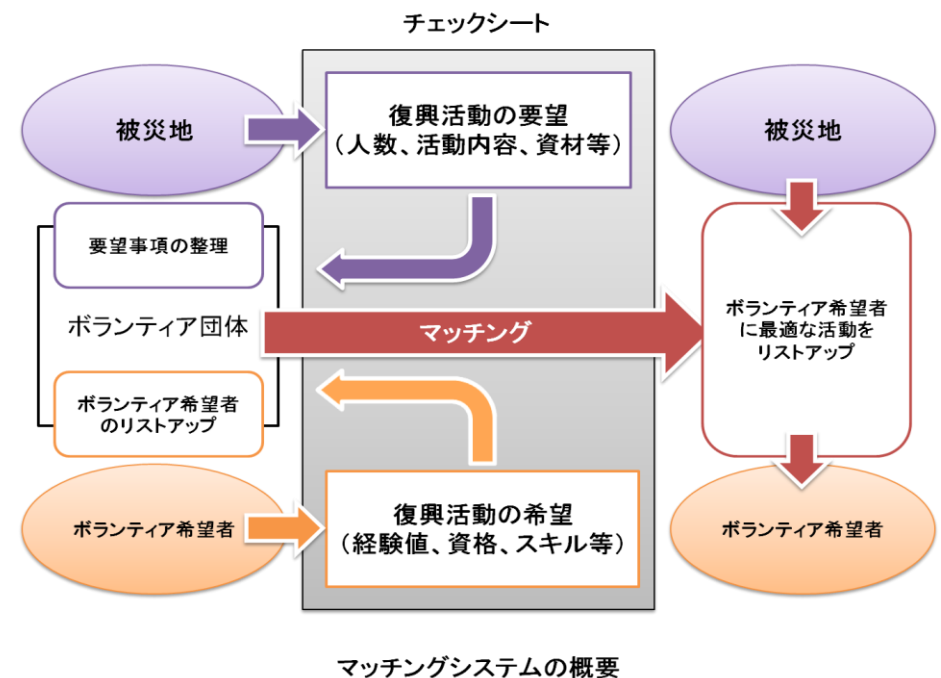 チェックシート
被災地
復興活動の要望
（人数、活動内容、資材等）
被災地
要望事項の整理
ボランティア団体
マッチング
ボランティア希望者
に最適な活動を
リストアップ
ボランティア希望者
のリストアップ
ボランティア希望者
復興活動の希望
（経験値、資格、スキル等）
ボランティア希望者
マッチングシステムの概要